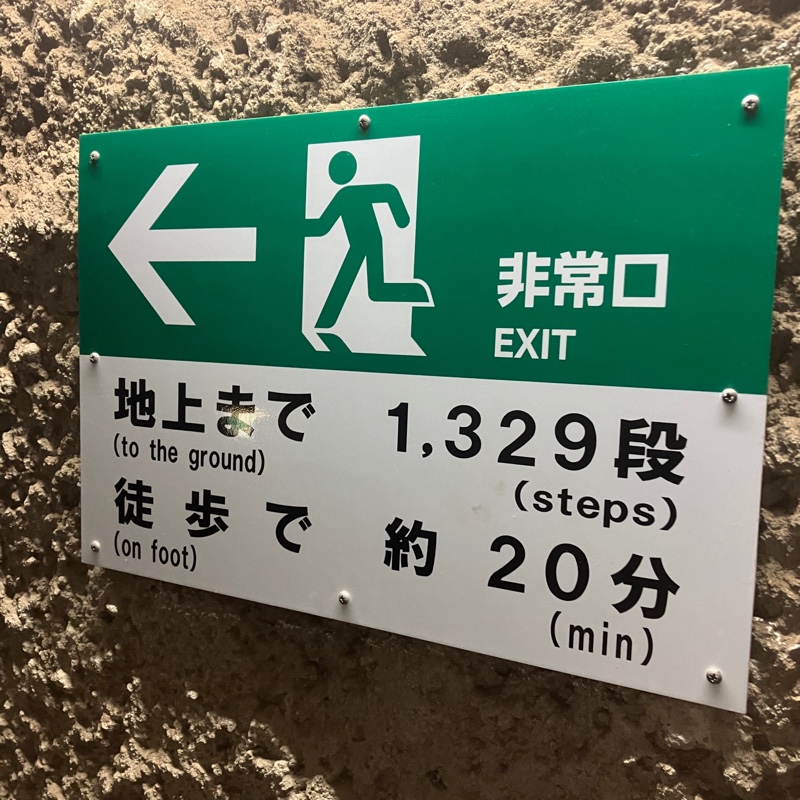 非常口
EXIT
地上まで 1,329段
(to the ground) (steps)
徒歩で 約 20分
(on foot) (min)